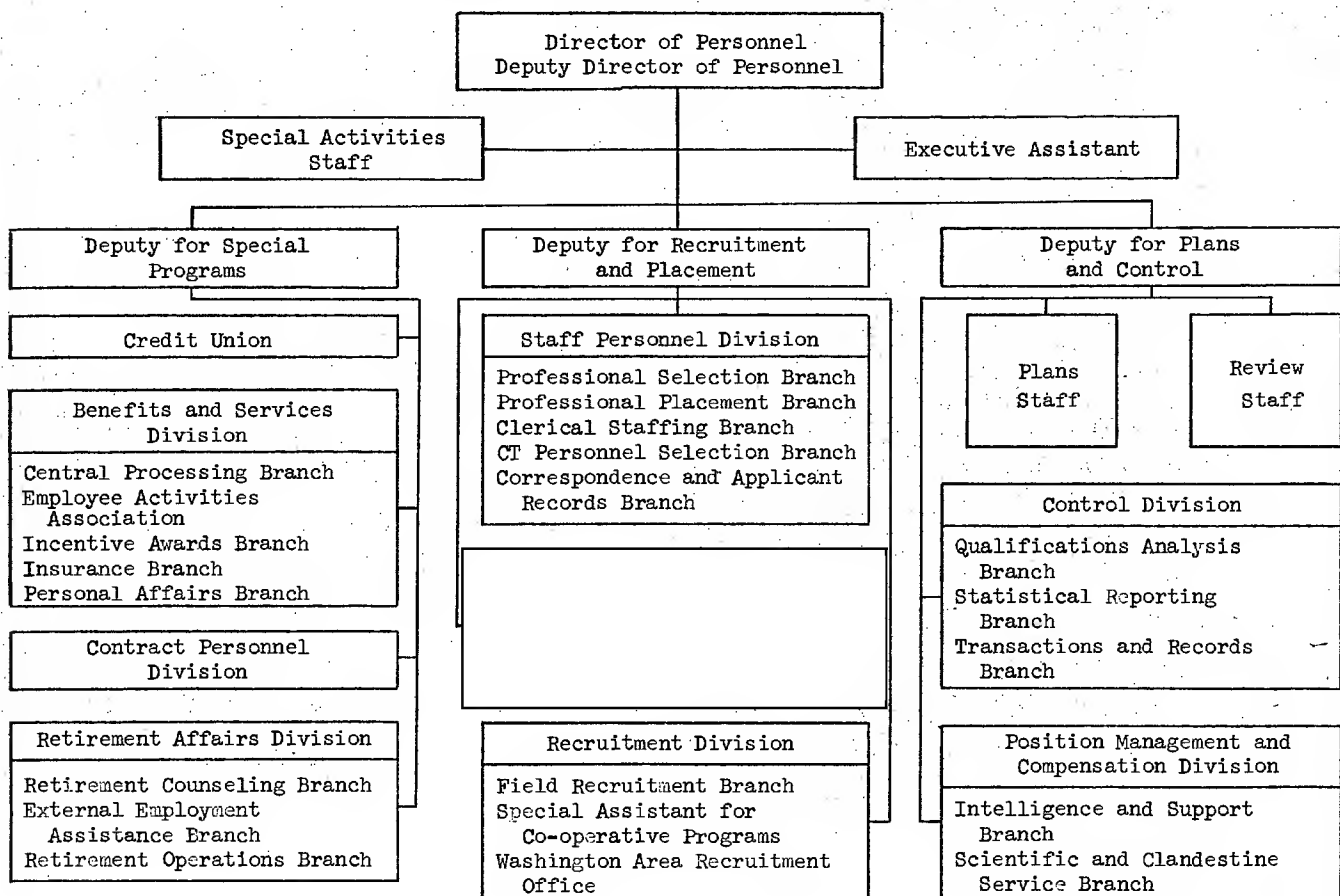 Director of Personnel
Deputy Director of Personnel
Special Activities
Staff
Executive Assistant
Deputy for Special
Programs
Deputy for Recruitment
and Placement
Deputy for Plans
and Control
Credit Union
Benefits and Services
Division
Central Processing Branch
Employee Activities
Association
Incentive Awards Branch
Insurance Branch
Personal Affairs Branch
Contract Personnel
Division
Retirement Affairs Division
Retirement Counseling Branch
External Employment
Assistance Branch
Retirement Operations Branch
Staff Personnel Division
Professional Selection Branch
Professional Placement Branch
Clerical Staffing Branch
CT Personnel Selection Branch
Correspondence and Applicant
Records Branch
Recruitment Division
Field Recruitment Branch
Special Assistant for
Co-operative Programs
Washington Area Recruitment
Office
Plans
Staff
Review
Staff
Control Division
Qualifications Analysis
Branch
Statistical Reporting
Branch
Transactions and Records
Branch
Position Management and
Compensation Division
Intelligence and Support
Branch
Scientific and Clandestine
Service Branch